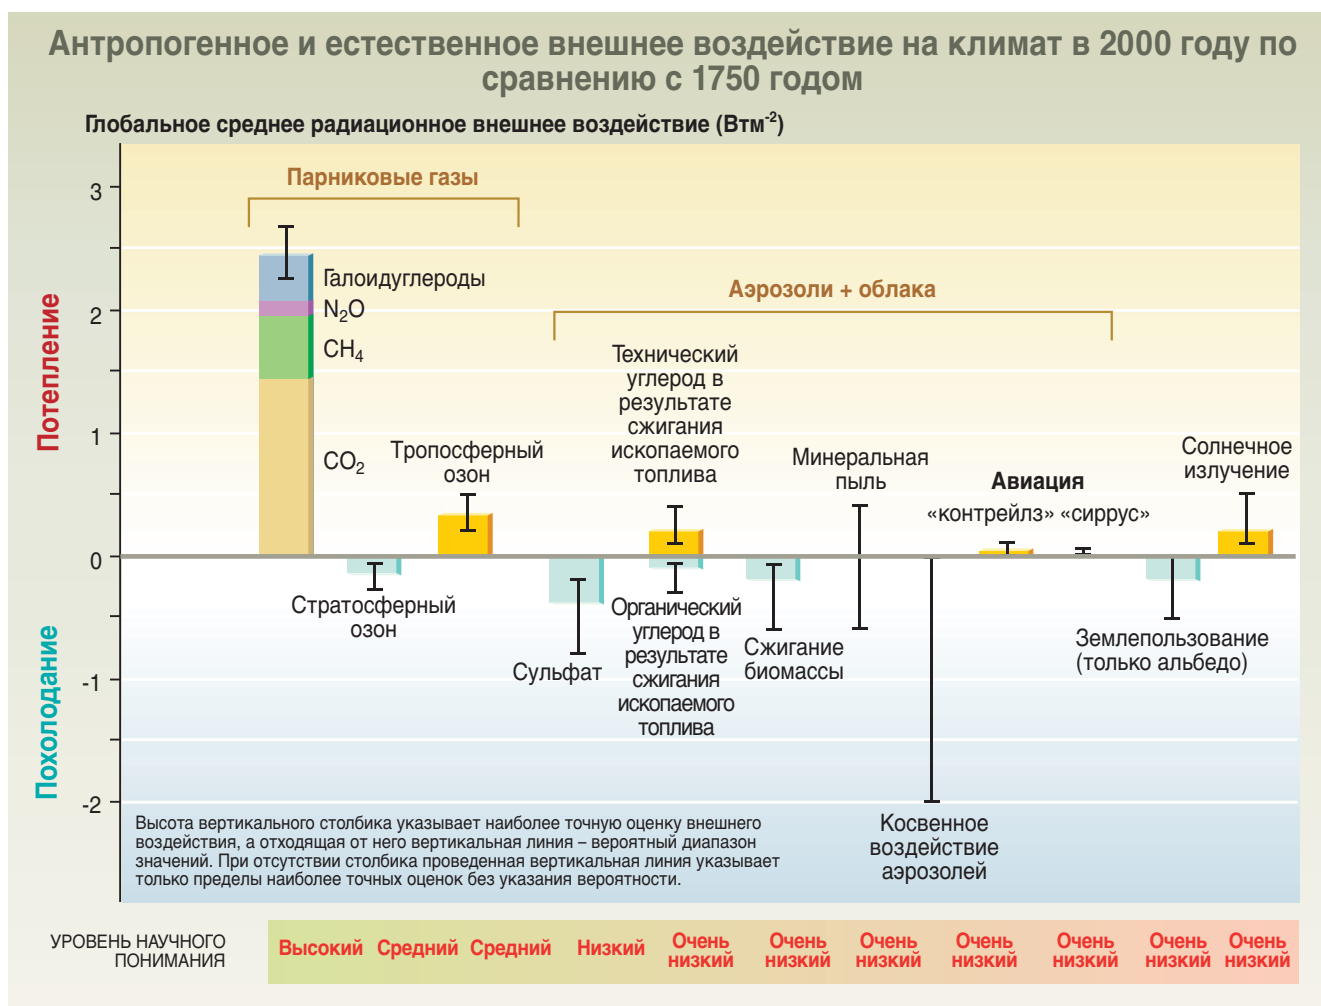 Антропогенное и естественное внешнее воздействие на климат в 2000 году по
сравнению с 1750 годом
Глобальное среднее радиационное внешнее воздействие (Втм-2)
Потепление
Похолодание
3
2
1
0
-1
-2
Парниковые газы
Галоидуглероды
N2O
CH4
CO2
Тропосферный
озон
Стратосферный
озон
Аэрозоли + облака
Сульфат
Технический
углерод в
результате
сжигания
ископаемого
топлива
Органический
углерод в
результате
сжигания
ископаемого
топлива
Сжигание
биомассы
Минеральная
пыль
Косвенное
воздействие
аэрозолей
Авиация
«контрейлз» «сиррус»
Землепользование
(только альбедо)
Солнечное
излучение
Высота вертикального столбика указывает наиболее точную оценку внешнего
воздействия, а отходящая от него вертикальная линия – вероятный диапазон
значений. При отсутствии столбика проведенная вертикальная линия указывает
только пределы наиболее точных оценок без указания вероятности.
УРОВЕНЬ НАУЧНОГО
ПОНИМАНИЯ
Высокий
Средний
Средний
Низкий
Очень
низкий
Очень
низкий
Очень
низкий
Очень
низкий
Очень
низкий
Очень
низкий
Очень
низкий